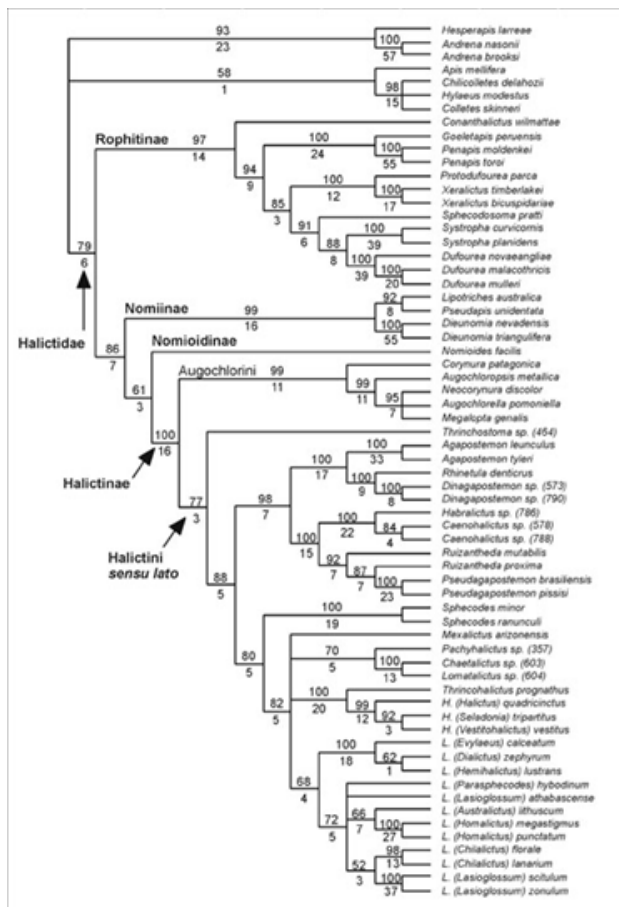 93
Hesperapis larreae
23
100
Andrena nasonii
57
Andrena brooksi
58
Apis mellifera
1
98
Chilicolletes delahozii
15
Hylaeus modestus
Colletes skinneri
Rophitinae
97
14
Conanthalictus wilmattae
94
9
100
24
Goeletapis peruensis
100
55
Penapis moldenkei
Penapis toroi
85
3
100
12
Protodufourea parca
100
17
Xeralictus timberlakei
Xeralictus bicuspidariae
91
6
Sphecodosoma pratti
88
8
100
39
Systropha curvicornis
Systropha planidens
100
39
Dufourea novaeangliae
100
20
Dufourea malacothricis
Dufourea mulleri
79
6
Halictidae
Nomiinae
99
16
92
8
Lipotriches australica
Pseudapis unidentata
100
55
Dieunomia nevadensis
Dieunomia triangulifera
86
7
Nomioidinae
Nomioides facilis
61
3
Augochlorini
99
11
Corynura patagonica
99
11
Augochloropsis metallica
Neocorynura discolor
95
7
Augochlorella pomoniella
Megalopta genalis
100
16
Halictinae
Thrinchostoma sp. (464)
77
3
Halictini
sensu lato
98
7
100
17
100
33
Agapostemon leunculus
Agapostemon tyleri
100
9
Rhinetula denticrus
100
8
Dinagapostemon sp. (573)
Dinagapostemon sp. (790)
100
15
100
22
Habralictus sp. (786)
84
4
Caenohalictus sp. (578)
Caenohalictus sp. (788)
92
7
Ruizantheda mutabilis
87
7
Ruizantheda proxima
100
23
Pseudagapostemon brasiliensis
Pseudagapostemon pissisi
88
5
100
19
Sphecodes minor
Sphecodes ranunculi
80
5
Mexalictus arizonensis
82
5
70
5
Pachyhalictus sp. (357)
100
13
Chaetalictus sp. (603)
Lomatalictus sp. (604)
100
20
Thrincohalictus prognathus
99
12
H. (Halictus) quadricinctus
92
3
H. (Seladonia) tripartitus
H. (Vestitohalictus) vestitus
68
4
100
18
L. (Evylaeus) calceatum
62
1
L. (Dialictus) zephyrum
L. (Hemihalictus) lustrans
72
5
L. (Parasphecodes) hybodinum
L. (Lasioglossum) athabascense
66
7
L. (Australictus) lithuscum
100
27
L. (Homalictus) megastigmus
L. (Homalictus) punctatum
52
3
98
13
L. (Chilalictus) florale
L. (Chilalictus) lanarium
100
37
L. (Lasioglossum) scitulum
L. (Lasioglossum) zonulum